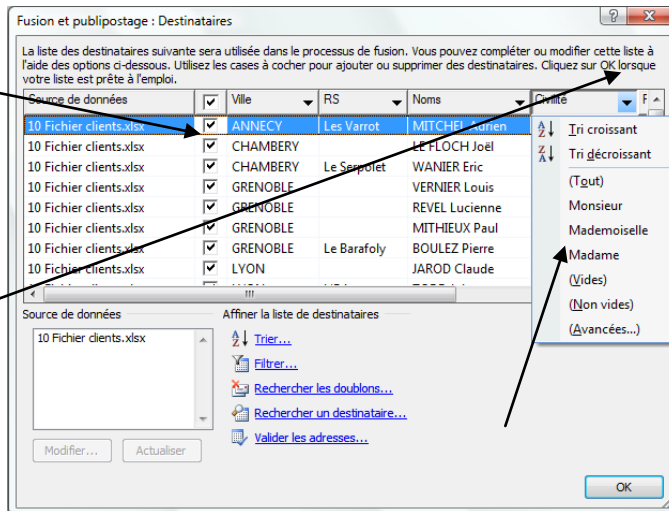 Fusion et publipostage : Destinataires
La liste des destinataires suivante sera utilisée dans le processus de fusion. Vous pouvez compléter ou modifier cette liste à
l'aide des options ci-dessous. Utilisez les cases à cocher pour ajouter ou supprimer des destinataires. Cliquez sur OK lorsque
votre liste est prête à l'emploi.
Source de données Ville RS Noms Civilité
10 Fichier clients.xlsx ANNECY Les Varrot MITCHEL Adrien
10 Fichier clients.xlsx CHAMBERY LE FLOCH Joël
10 Fichier clients.xlsx CHAMBERY Le Serpolet WANIER Eric
10 Fichier clients.xlsx GRENOBLE VERNIER Louis
10 Fichier clients.xlsx GRENOBLE REVEL Lucienne
10 Fichier clients.xlsx GRENOBLE MITHIEUX Paul
10 Fichier clients.xlsx GRENOBLE Le Barafoly BOULEZ Pierre
10 Fichier clients.xlsx LYON JAROD Claude
Tri croissant
Tri décroissant
(Tout)
Monsieur
Mademoiselle
Madame
(Vides)
(Non vides)
(Avancées...)
Source de données
10 Fichier clients.xlsx
Modifier... Actualiser
Affiner la liste de destinataires
Trier...
Filtrer...
Rechercher les doublons...
Rechercher un destinataire...
Valider les adresses...
OK